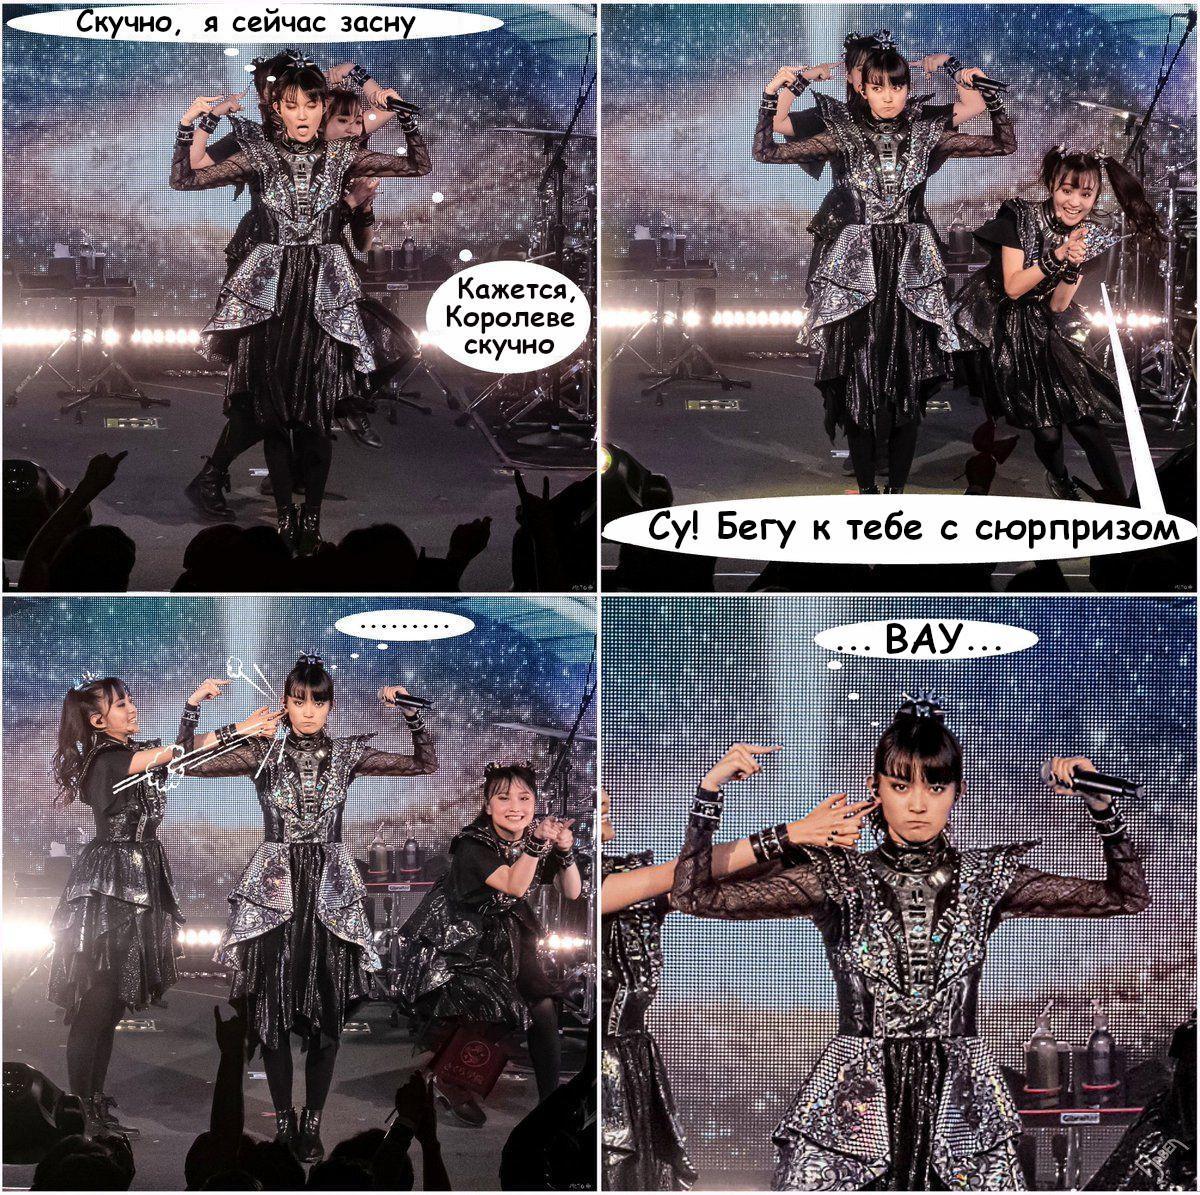 Скучно, я сейчас засну
Кажется,
Королеве
скучно
Су! Бегу к тебе с сюрпризом
.........
... ВАУ...